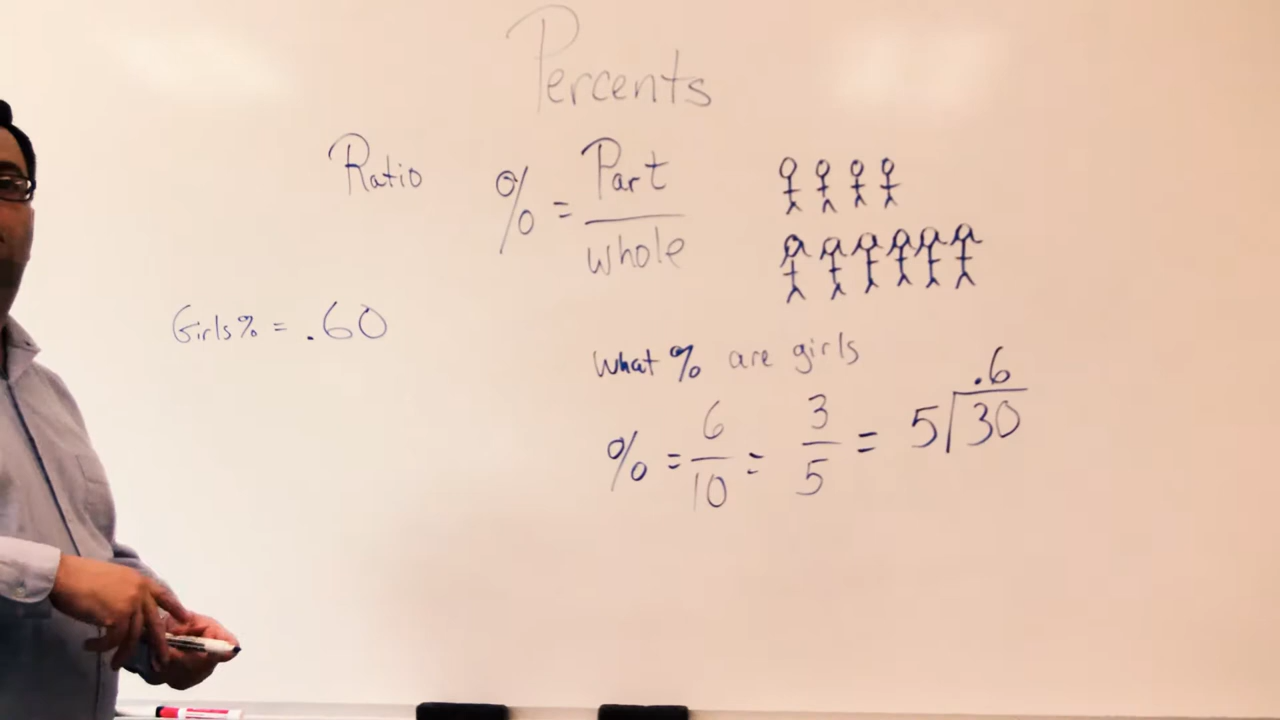 Percents
Ratio
% = Part / whole
Girls % = .60
What % are girls
% = 6/10 = 3/5 = 5⟌30 .6